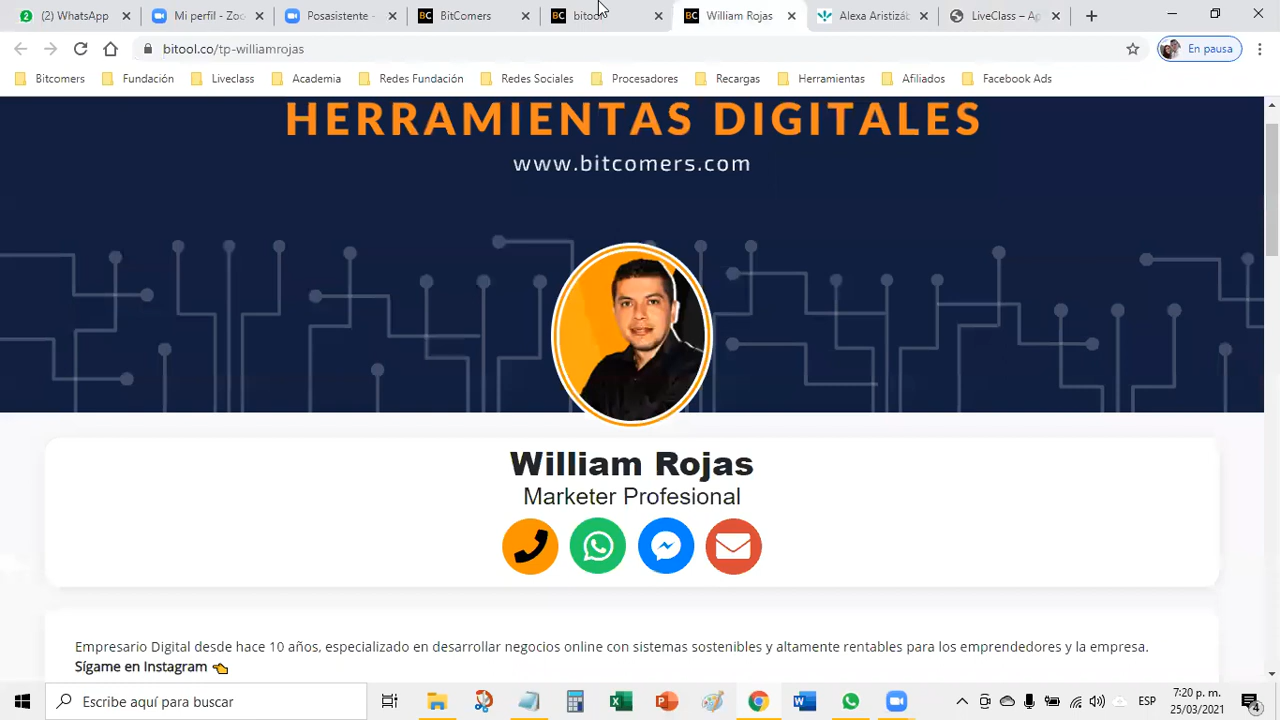 (2) WhatsApp
Mi perfil - Zo
Posasistente -
BitComers
bitool
William Rojas
Alexa Aristizáb
LiveClass – Ap
bitool.co/tp-williamrojas
En pausa
Bitcomers
Fundación
Liveclass
Academia
Redes Fundación
Redes Sociales
Procesadores
Recargas
Herramientas
Afiliados
Facebook Ads
HERRAMIENTAS DIGITALES
www.bitcomers.com
William Rojas
Marketer Profesional
Empresario Digital desde hace 10 años, especializado en desarrollar negocios online con sistemas sostenibles y altamente rentables para los emprendedores y la empresa.
Sígame en Instagram 👈
Escribe aquí para buscar
ESP
7:20 p. m.
25/03/2021
4